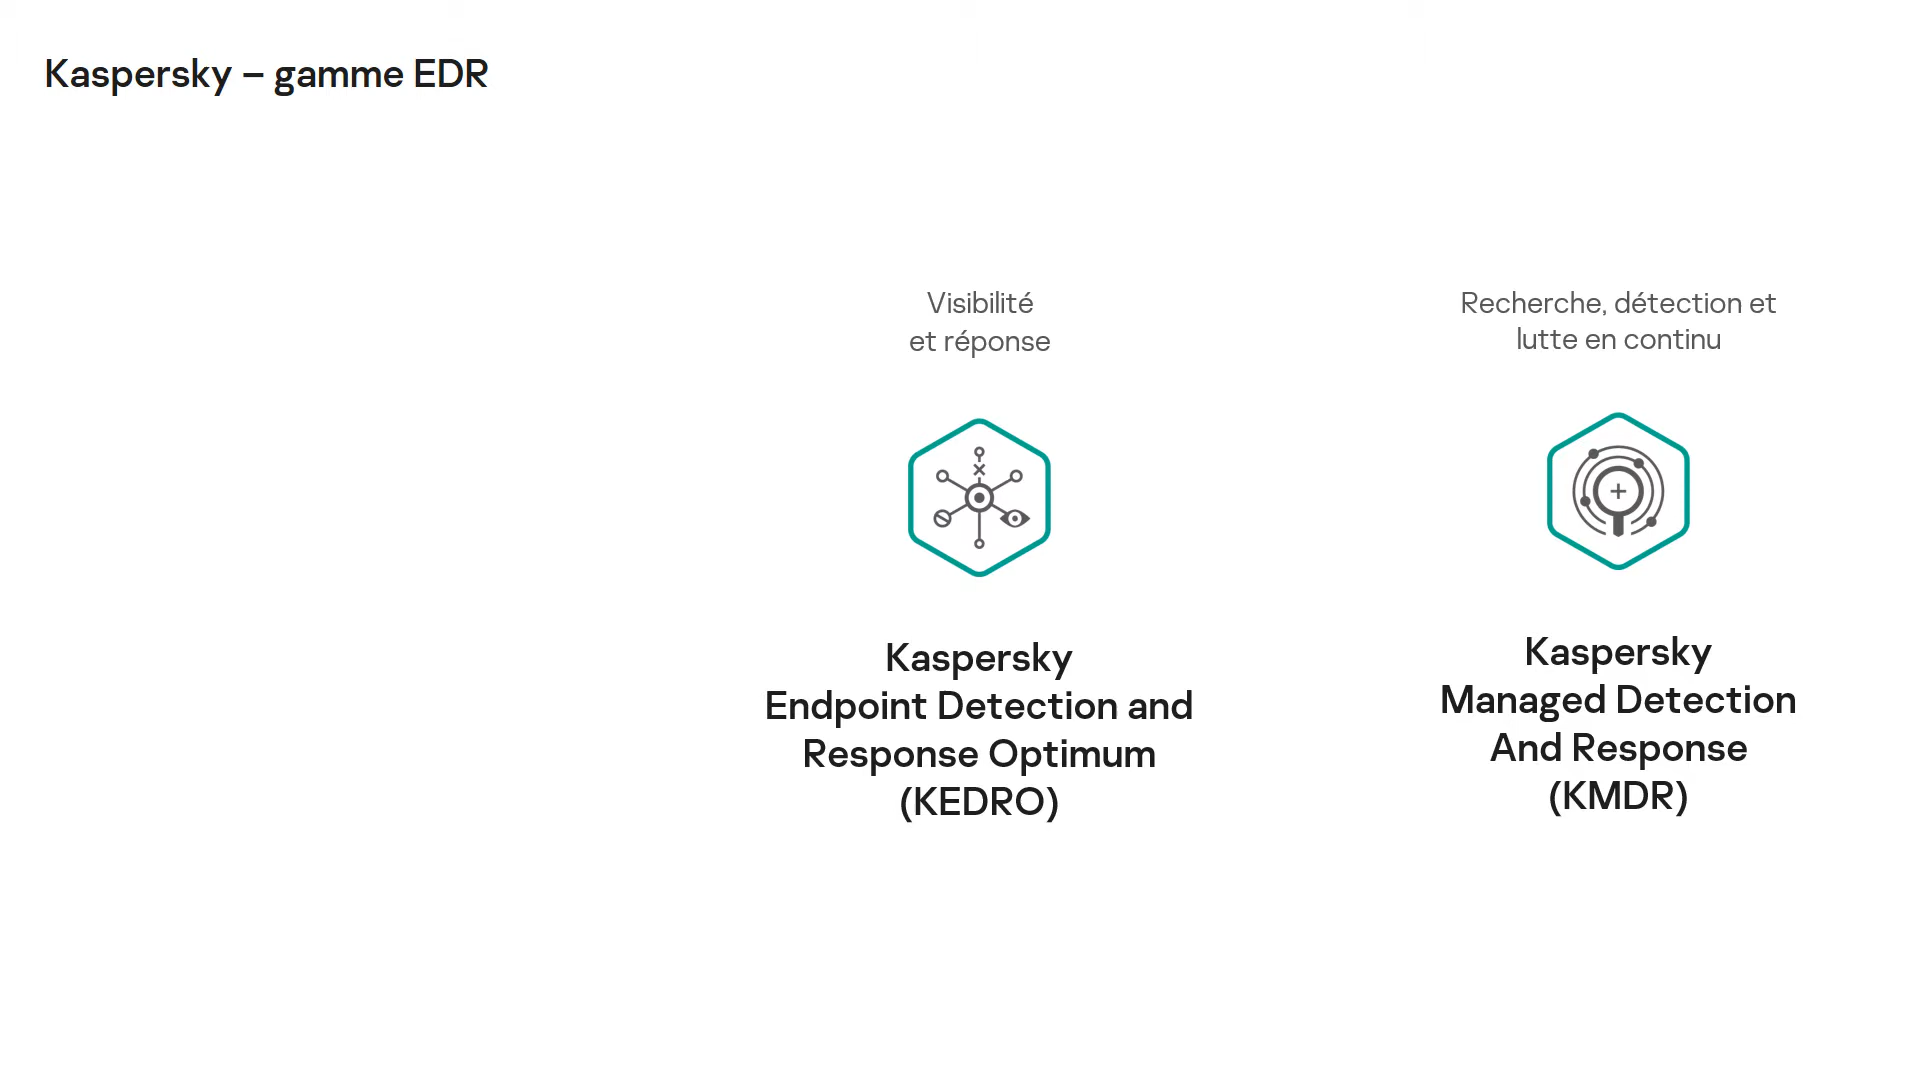 Kaspersky – gamme EDR
Visibilité
et réponse
Kaspersky
Endpoint Detection and
Response Optimum
(KEDRO)
Recherche, détection et
lutte en continu
Kaspersky
Managed Detection
And Response
(KMDR)